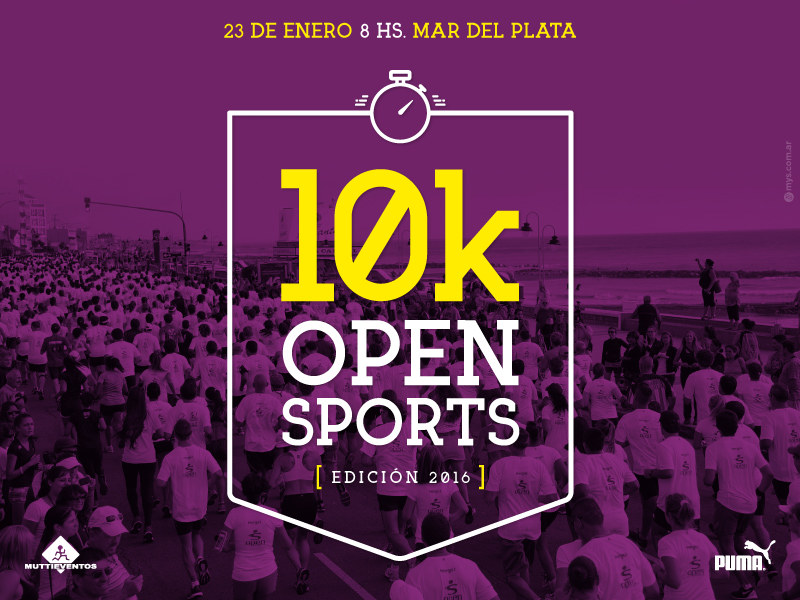 23 DE ENERO 8 HS. MAR DEL PLATA
10k
OPEN
SPORTS
[ EDICIÓN 2016 ]
mys.com.ar
MUTTIEVENTOS
PUMA